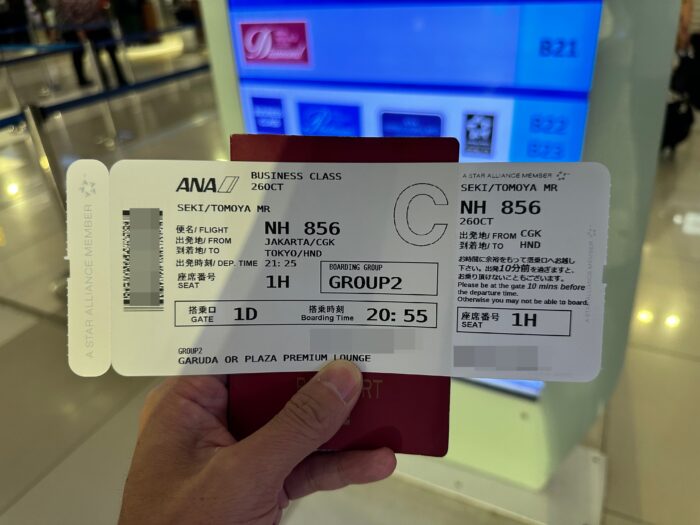 Diamond
B21
B22
B23
A STAR ALLIANCE MEMBER
ANA
BUSINESS CLASS
26OCT
SEKI/TOMOYA MR
便名/ FLIGHT NH 856
出発地/ FROM JAKARTA/CGK
到着地/ TO TOKYO/HND
出発時刻/ DEP. TIME 21:25
座席番号
SEAT 1H
BOARDING GROUP
GROUP2
C
搭乗口
GATE 1D
搭乗時刻
Boarding Time 20:55
GROUP2
GARUDA OR PLAZA PREMIUM LOUNGE
A STAR ALLIANCE MEMBER
SEKI/TOMOYA MR
NH 856
26OCT
出発地/ FROM CGK
到着地/ TO HND
お時間に余裕をもって搭乗口へお越し
下さい。出発10分前を過ぎますと、
お乗り頂けないこともございます。
Please be at the gate 10 mins before
the departure time.
Otherwise you may not be able to board.
座席番号
SEAT 1H
A STAR ALLIANCE MEMBER
PASSPORT